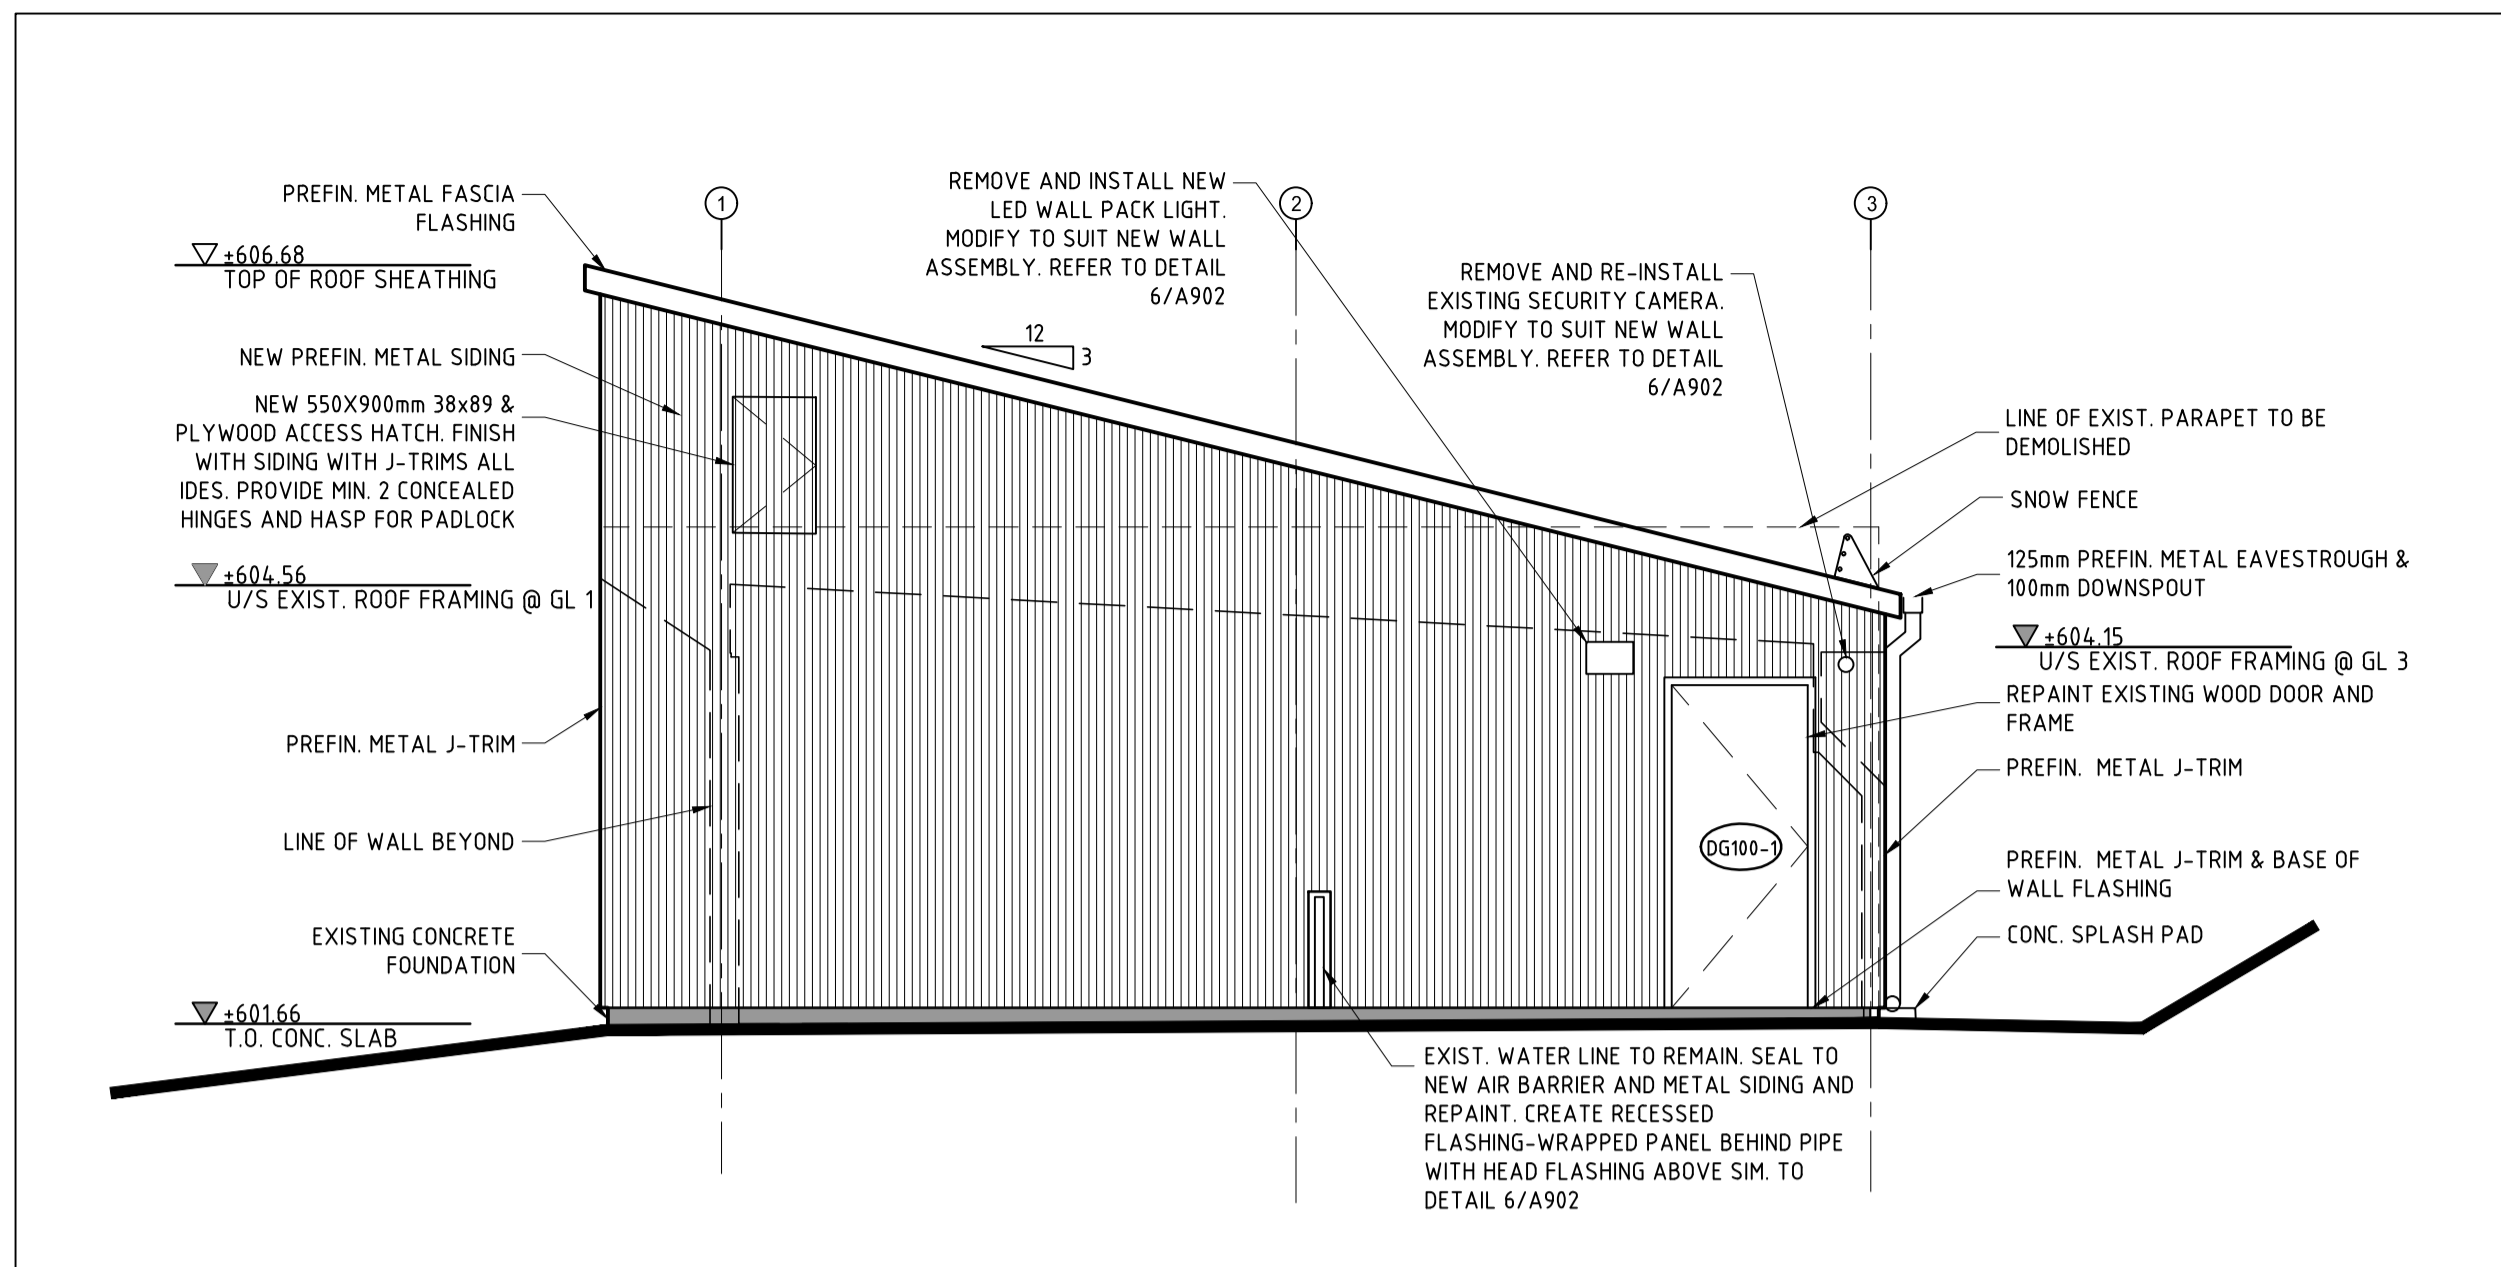 PREFIN. METAL FASCIA
FLASHING
±606.68
TOP OF ROOF SHEATHING
NEW PREFIN. METAL SIDING
NEW 550X900mm 38x89 &
PLYWOOD ACCESS HATCH. FINISH
WITH SIDING WITH J-TRIMS ALL
IDES. PROVIDE MIN. 2 CONCEALED
HINGES AND HASP FOR PADLOCK
±604.56
U/S EXIST. ROOF FRAMING @ GL 1
PREFIN. METAL J-TRIM
LINE OF WALL BEYOND
EXISTING CONCRETE
FOUNDATION
±601.66
T.O. CONC. SLAB
1
2
3
REMOVE AND INSTALL NEW
LED WALL PACK LIGHT.
MODIFY TO SUIT NEW WALL
ASSEMBLY. REFER TO DETAIL
6/A902
12
3
REMOVE AND RE-INSTALL
EXISTING SECURITY CAMERA.
MODIFY TO SUIT NEW WALL
ASSEMBLY. REFER TO DETAIL
6/A902
DG100-1
LINE OF EXIST. PARAPET TO BE
DEMOLISHED
SNOW FENCE
125mm PREFIN. METAL EAVESTROUGH &
100mm DOWNSPOUT
±604.15
U/S EXIST. ROOF FRAMING @ GL 3
REPAINT EXISTING WOOD DOOR AND
FRAME
PREFIN. METAL J-TRIM
PREFIN. METAL J-TRIM & BASE OF
WALL FLASHING
CONC. SPLASH PAD
EXIST. WATER LINE TO REMAIN. SEAL TO
NEW AIR BARRIER AND METAL SIDING AND
REPAINT. CREATE RECESSED
FLASHING-WRAPPED PANEL BEHIND PIPE
WITH HEAD FLASHING ABOVE SIM. TO
DETAIL 6/A902